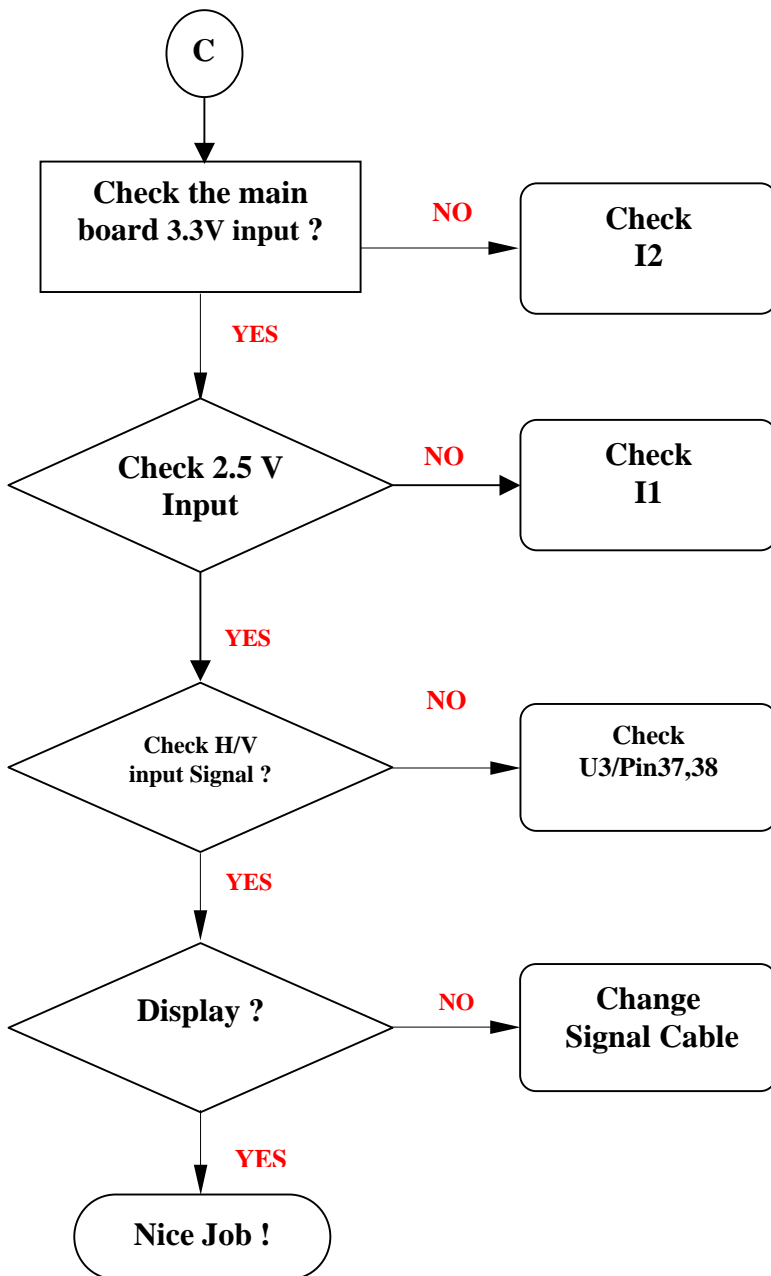 C
Check the main
board 3.3V input ?
NO
Check
I2
YES
Check 2.5 V
Input
NO
Check
I1
YES
Check H/V
input Signal ?
NO
Check
U3/Pin37,38
YES
Display ?
NO
Change
Signal Cable
YES
Nice Job !